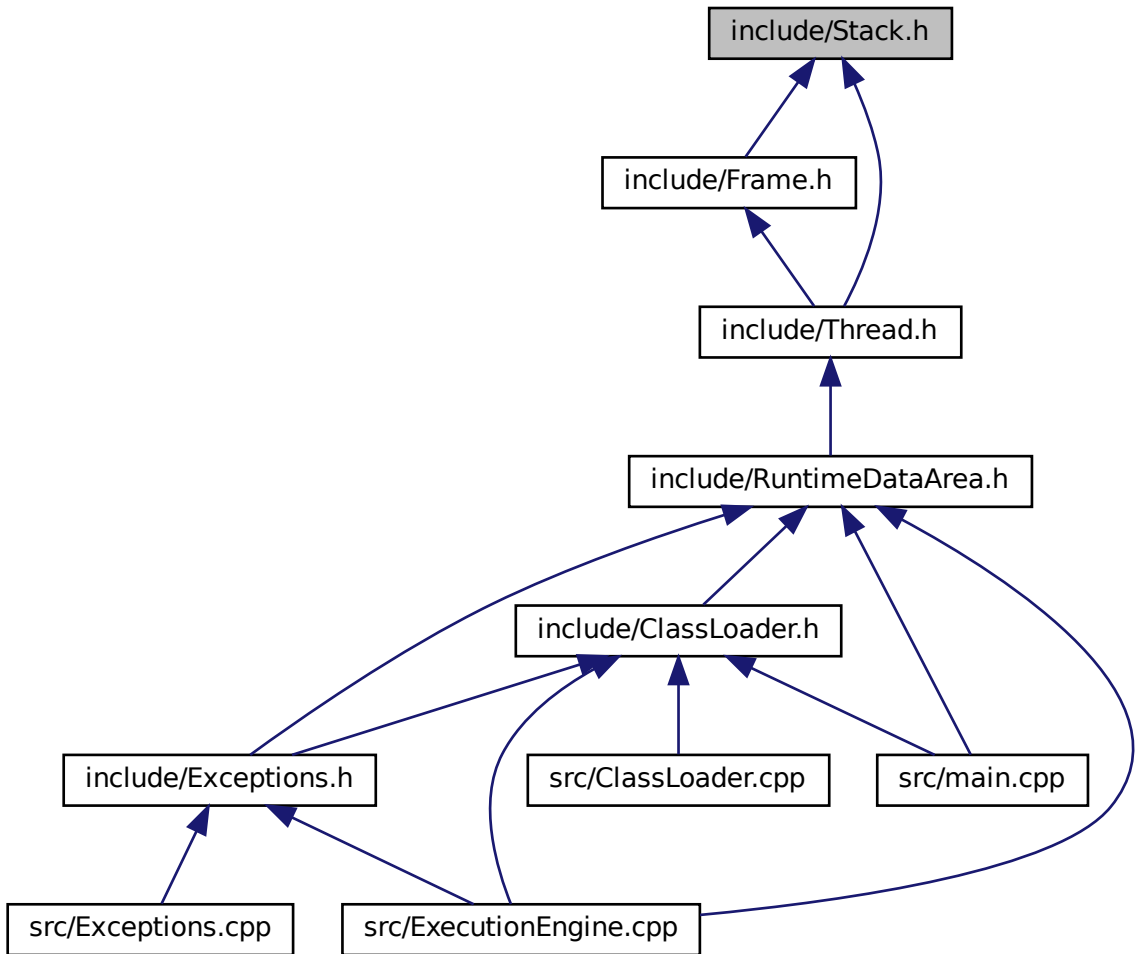 include/Stack.h
include/Frame.h
include/Thread.h
include/RuntimeDataArea.h
include/ClassLoader.h
include/Exceptions.h
src/ClassLoader.cpp
src/main.cpp
src/Exceptions.cpp
src/ExecutionEngine.cpp